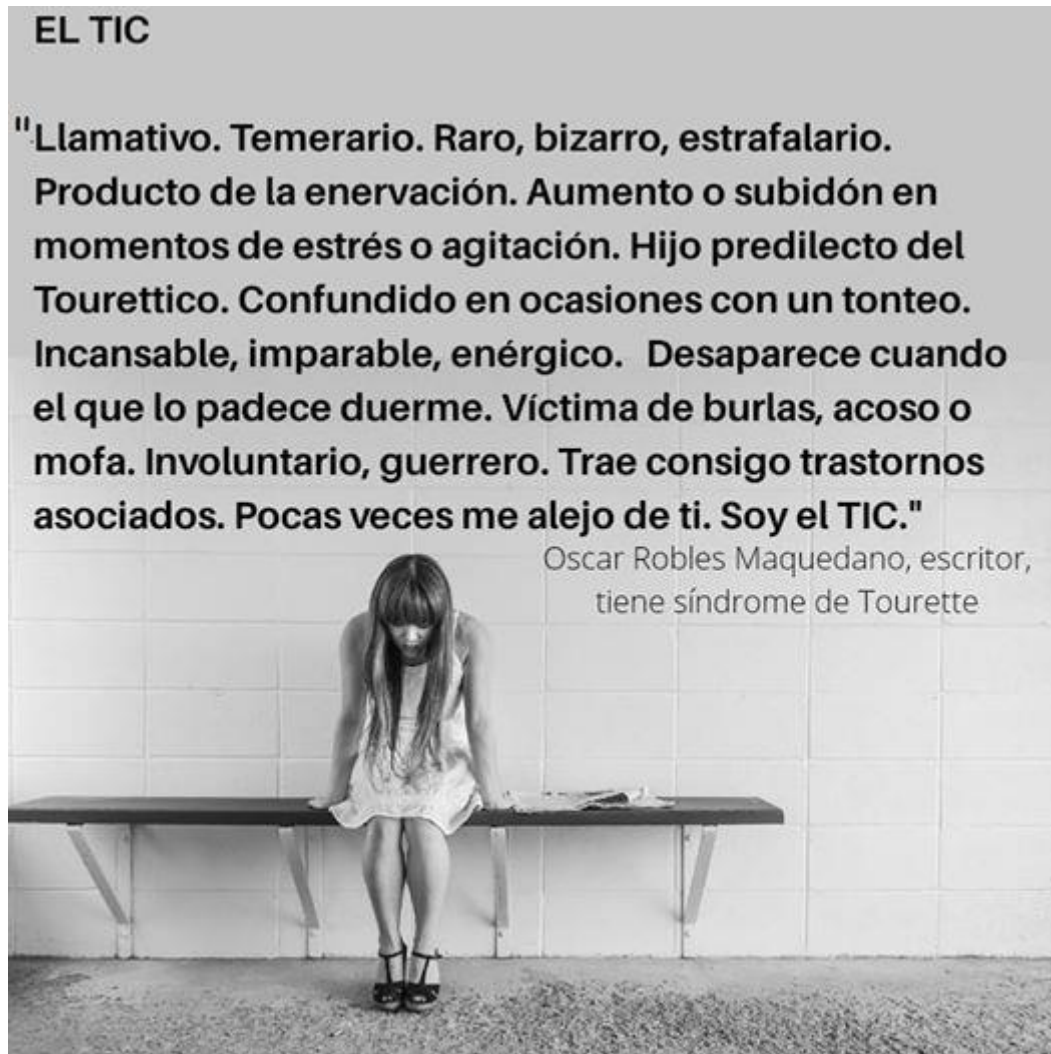 EL TIC
"Llamativo. Temerario. Raro, bizarro, estrafalario.
Producto de la enervación. Aumento o subidón en
momentos de estrés o agitación. Hijo predilecto del
Tourettico. Confundido en ocasiones con un tonteo.
Incansable, imparable, enérgico.   Desaparece cuando
el que lo padece duerme. Víctima de burlas, acoso o
mofa. Involuntario, guerrero. Trae consigo trastornos
asociados. Pocas veces me alejo de ti. Soy el TIC."
Oscar Robles Maquedano, escritor,
tiene síndrome de Tourette